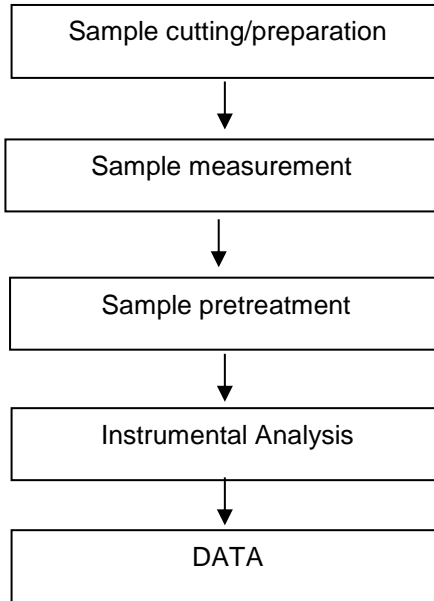 Sample cutting/preparation
Sample measurement
Sample pretreatment
Instrumental Analysis
DATA